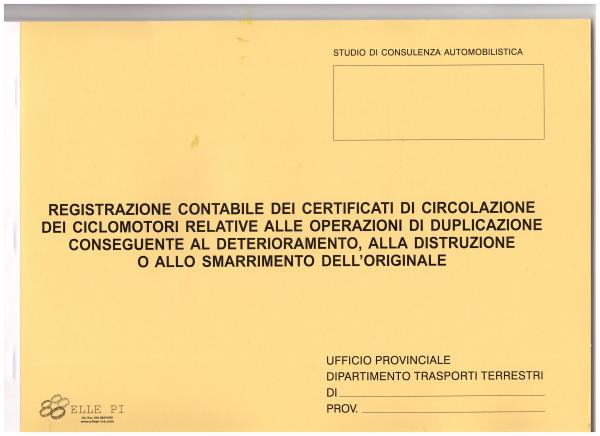 STUDIO DI CONSULENZA AUTOMOBILISTICA
REGISTRAZIONE CONTABILE DEI CERTIFICATI DI CIRCOLAZIONE
DEI CICLOMOTORI RELATIVE ALLE OPERAZIONI DI DUPLICAZIONE
CONSEGUENTE AL DETERIORAMENTO, ALLA DISTRUZIONE
O ALLO SMARRIMENTO DELL'ORIGINALE
UFFICIO PROVINCIALE
DIPARTIMENTO TRASPORTI TERRESTRI
DI
PROV.
ELLE PI